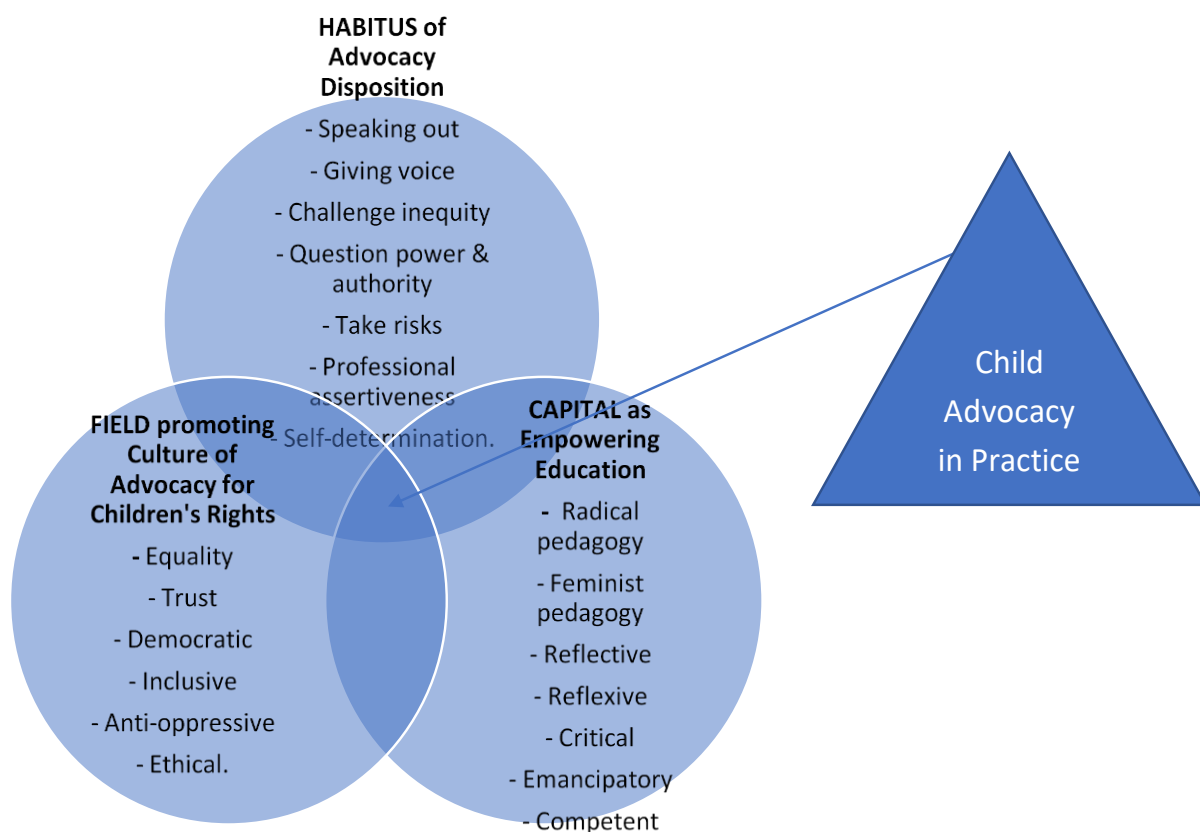 HABITUS of
Advocacy
Disposition
- Speaking out
- Giving voice
- Challenge inequity
- Question power &
authority
- Take risks
- Professional
assertiveness
- Self-determination.
FIELD promoting
Culture of
Advocacy for
Children's Rights
- Equality
- Trust
- Democratic
- Inclusive
- Anti-oppressive
- Ethical.
CAPITAL as
Empowering
Education
- Radical
pedagogy
- Feminist
pedagogy
- Reflective
- Reflexive
- Critical
- Emancipatory
- Competent
Child
Advocacy
in Practice